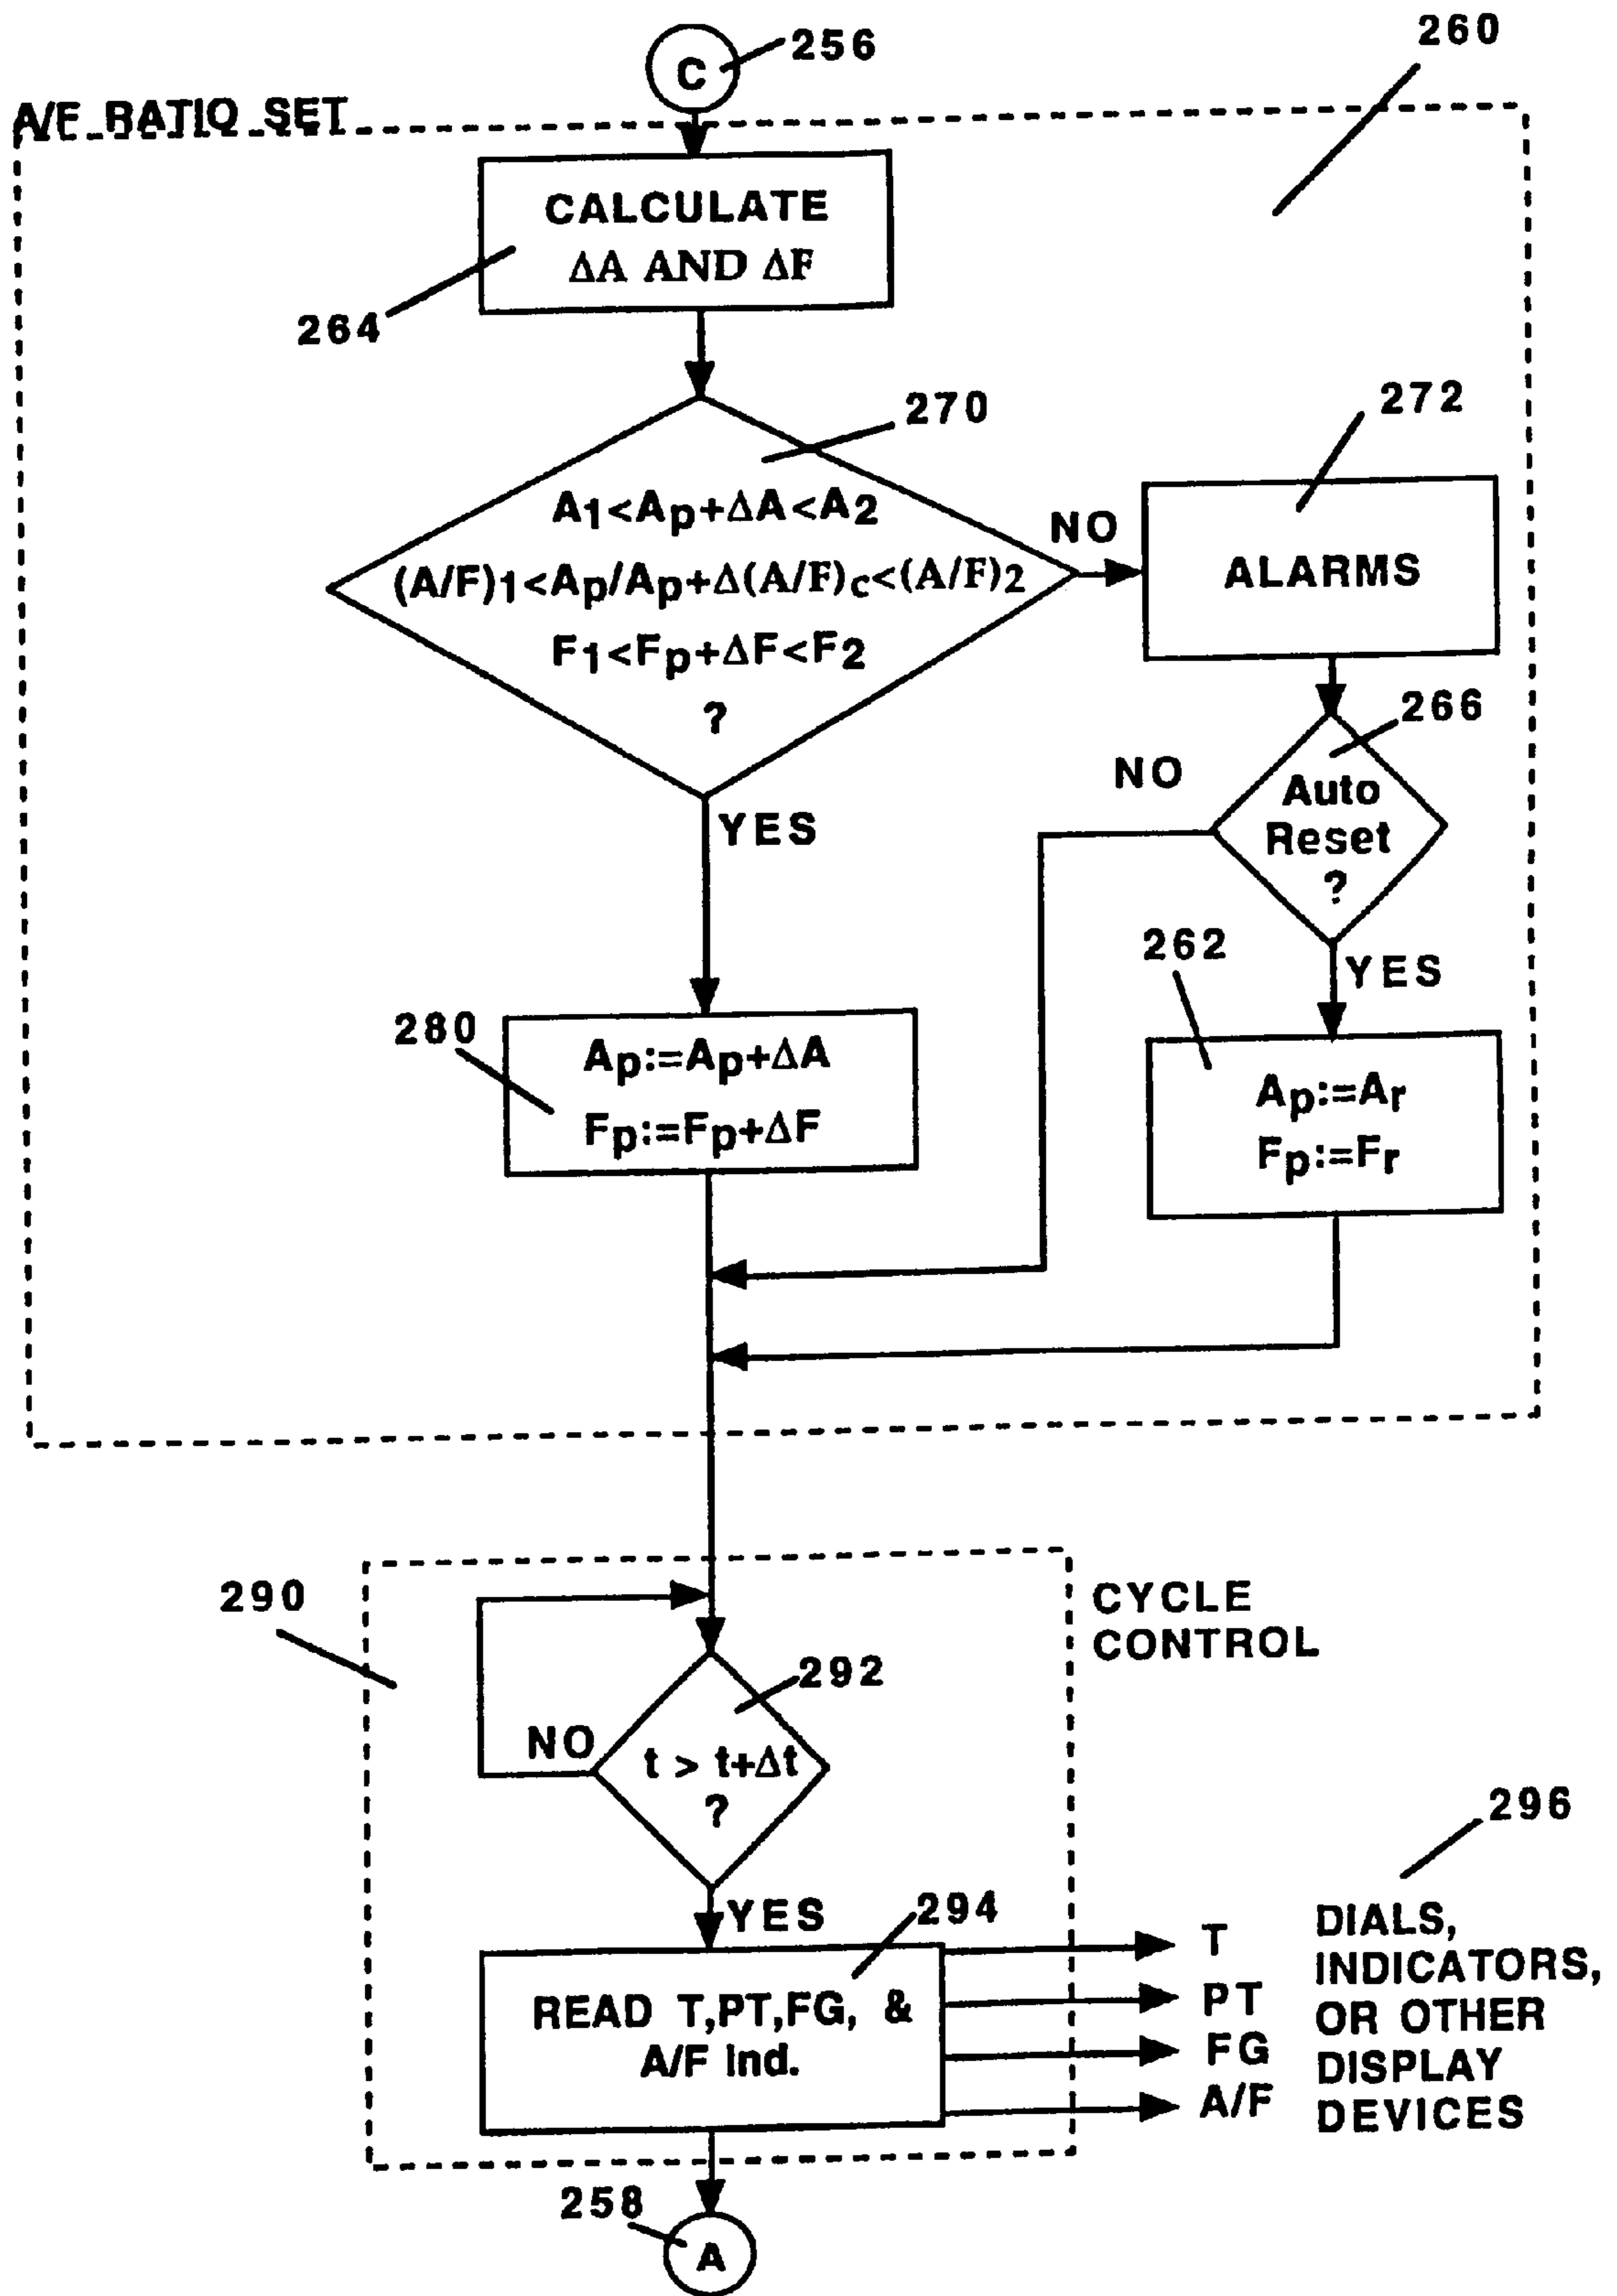 C
256
260
A/F RATIO SET
CALCULATE
ΔA AND ΔF
264
270
272
A1<Ap+ΔA<A2
(A/F)1<Ap/Ap+Δ(A/F)c<(A/F)2
F1<Fp+ΔF<F2
?
NO
ALARMS
266
NO
Auto
Reset
?
YES
262
YES
280
Ap:=Ap+ΔA
Fp:=Fp+ΔF
Ap:=Ar
Fp:=Fr
290
CYCLE
CONTROL
292
NO
t > t+Δt
?
296
YES
294
READ T,PT,FG, &
A/F Ind.
T
PT
FG
A/F
DIALS,
INDICATORS,
OR OTHER
DISPLAY
DEVICES
258
A